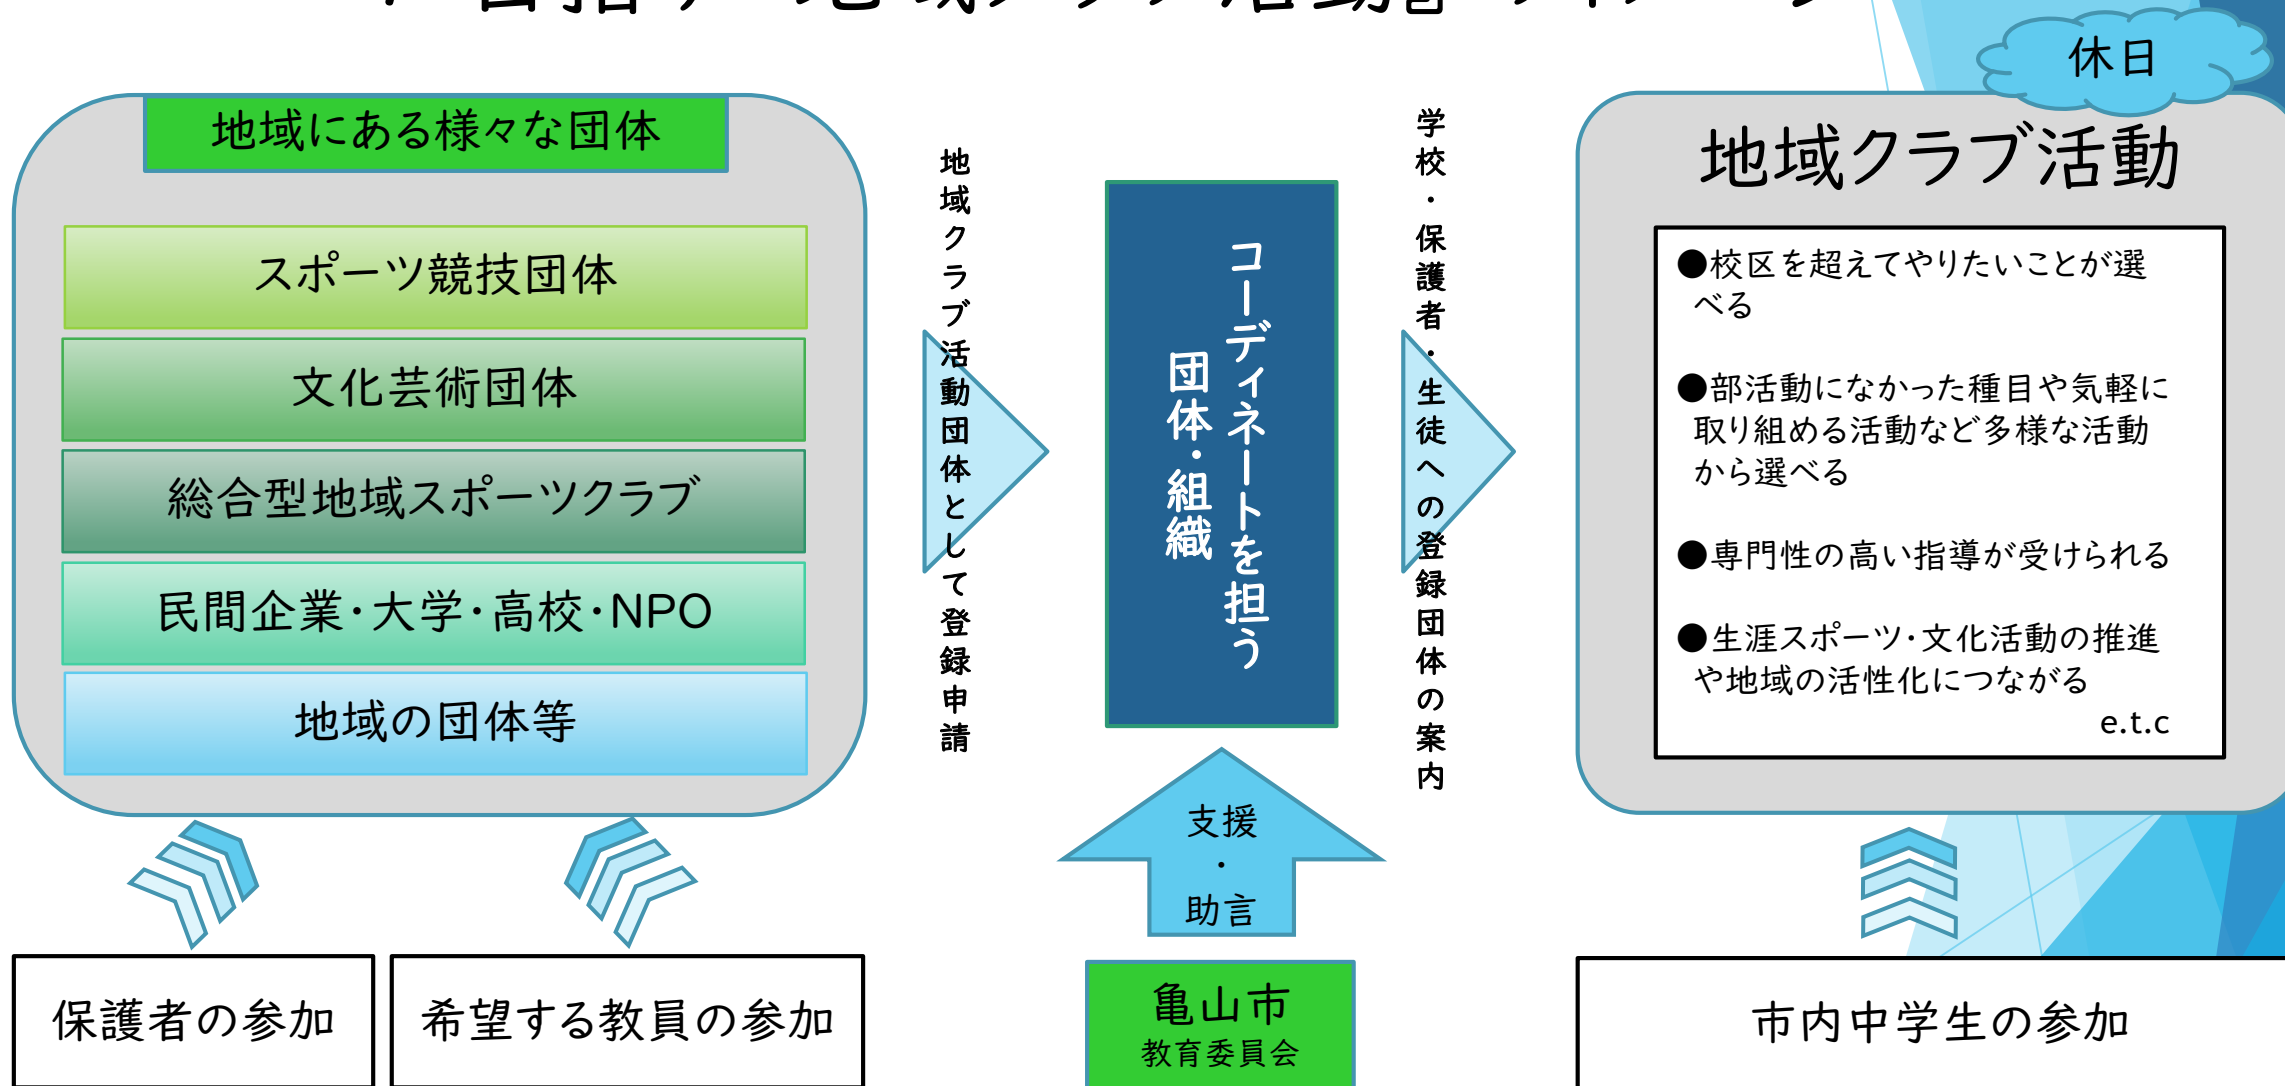 休日
地域にある様々な団体
スポーツ競技団体
文化芸術団体
総合型地域スポーツクラブ
民間企業・大学・高校・NPO
地域の団体等
地域クラブ活動団体として登録申請
コーディネートを担う
団体・組織
学校・保護者・生徒への登録団体の案内
地域クラブ活動
●校区を超えてやりたいことが選
べる
●部活動になかった種目や気軽に
取り組める活動など多様な活動
から選べる
●専門性の高い指導が受けられる
●生涯スポーツ・文化活動の推進
や地域の活性化につながる
e.t.c
支援
・
助言
保護者の参加
希望する教員の参加
亀山市
教育委員会
市内中学生の参加